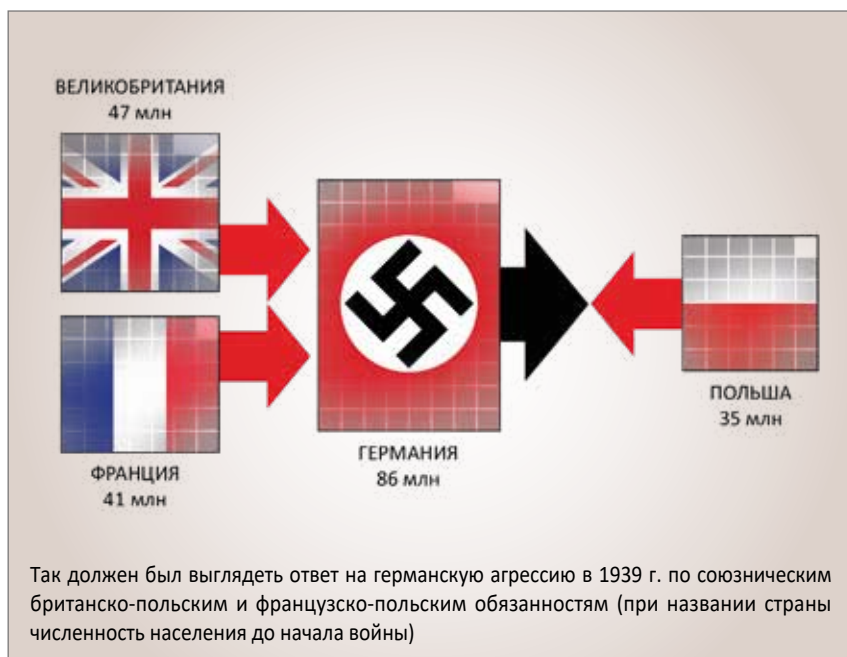 ВЕЛИКОБРИТАНИЯ
47 млн
ФРАНЦИЯ
41 млн
ГЕРМАНИЯ
86 млн
ПОЛЬША
35 млн
Так должен был выглядеть ответ на германскую агрессию в 1939 г. по союзническим
британско-польским и французско-польским обязанностям (при названии страны
численность населения до начала войны)